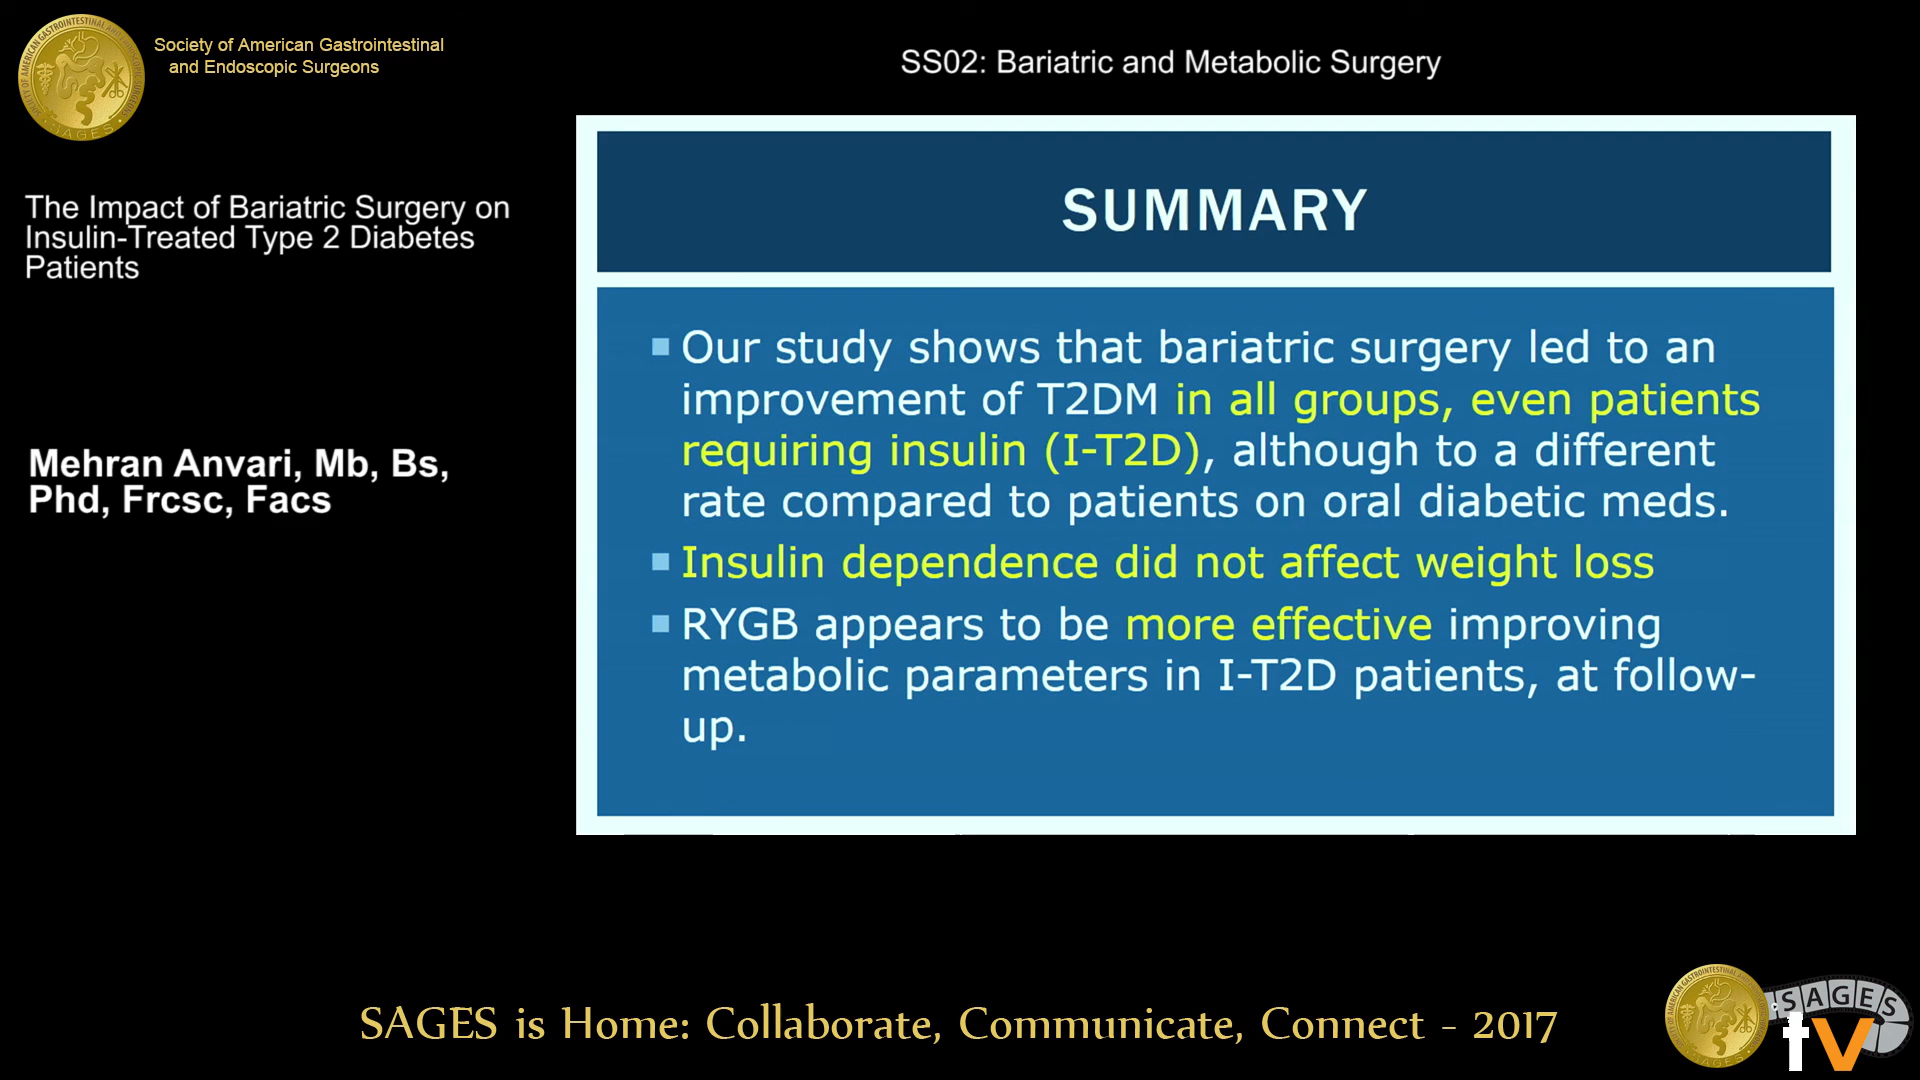 Society of American Gastrointestinal
and Endoscopic Surgeons
SS02: Bariatric and Metabolic Surgery
The Impact of Bariatric Surgery on
Insulin-Treated Type 2 Diabetes
Patients
Mehran Anvari, Mb, Bs,
Phd, Frcsc, Facs
SUMMARY
Our study shows that bariatric surgery led to an
improvement of T2DM in all groups, even patients
requiring insulin (I-T2D), although to a different
rate compared to patients on oral diabetic meds.
Insulin dependence did not affect weight loss
RYGB appears to be more effective improving
metabolic parameters in I-T2D patients, at follow-
up.
SAGES is Home: Collaborate, Communicate, Connect - 2017
SAGES
tv